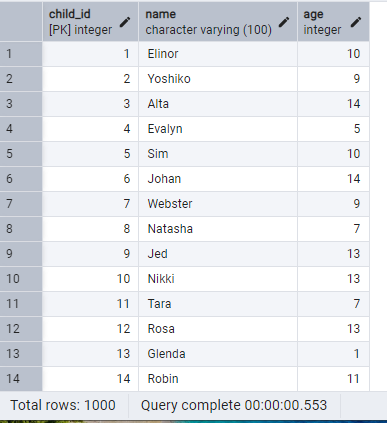 child_id name age
[PK] integer character varying (100) integer
1 1 Elinor 10
2 2 Yoshiko 9
3 3 Alta 14
4 4 Evalyn 5
5 5 Sim 10
6 6 Johan 14
7 7 Webster 9
8 8 Natasha 7
9 9 Jed 13
10 10 Nikki 13
11 11 Tara 7
12 12 Rosa 13
13 13 Glenda 1
14 14 Robin 11
Total rows: 1000 Query complete 00:00:00.553